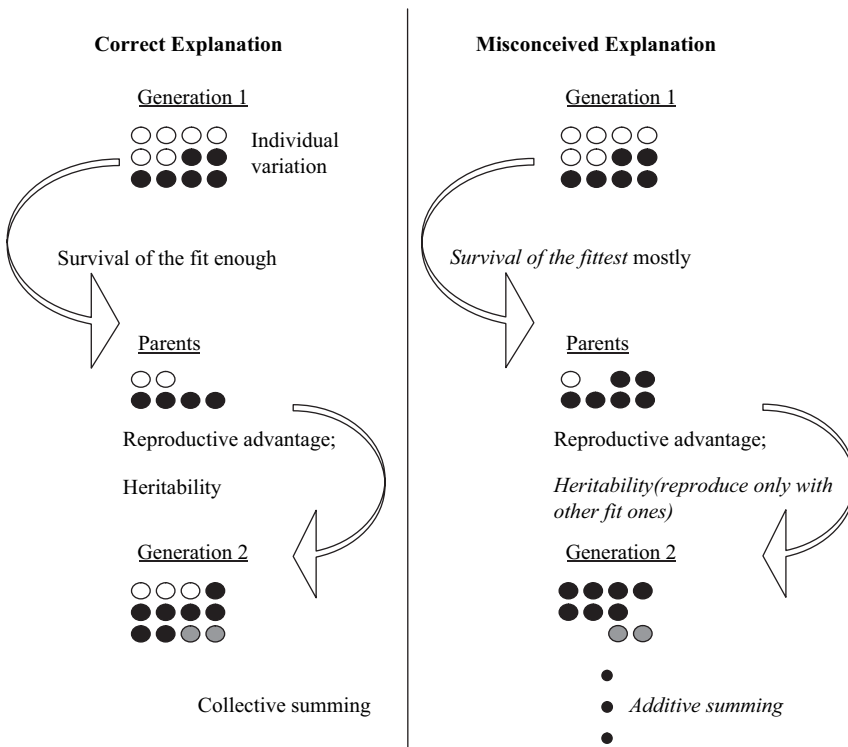 Correct Explanation
Generation 1
Individual
variation
Survival of the fit enough
Parents
Reproductive advantage;
Heritability
Generation 2
Collective summing
Misconceived Explanation
Generation 1
Survival of the fittest mostly
Parents
Reproductive advantage;
Heritability(reproduce only with
other fit ones)
Generation 2
Additive summing